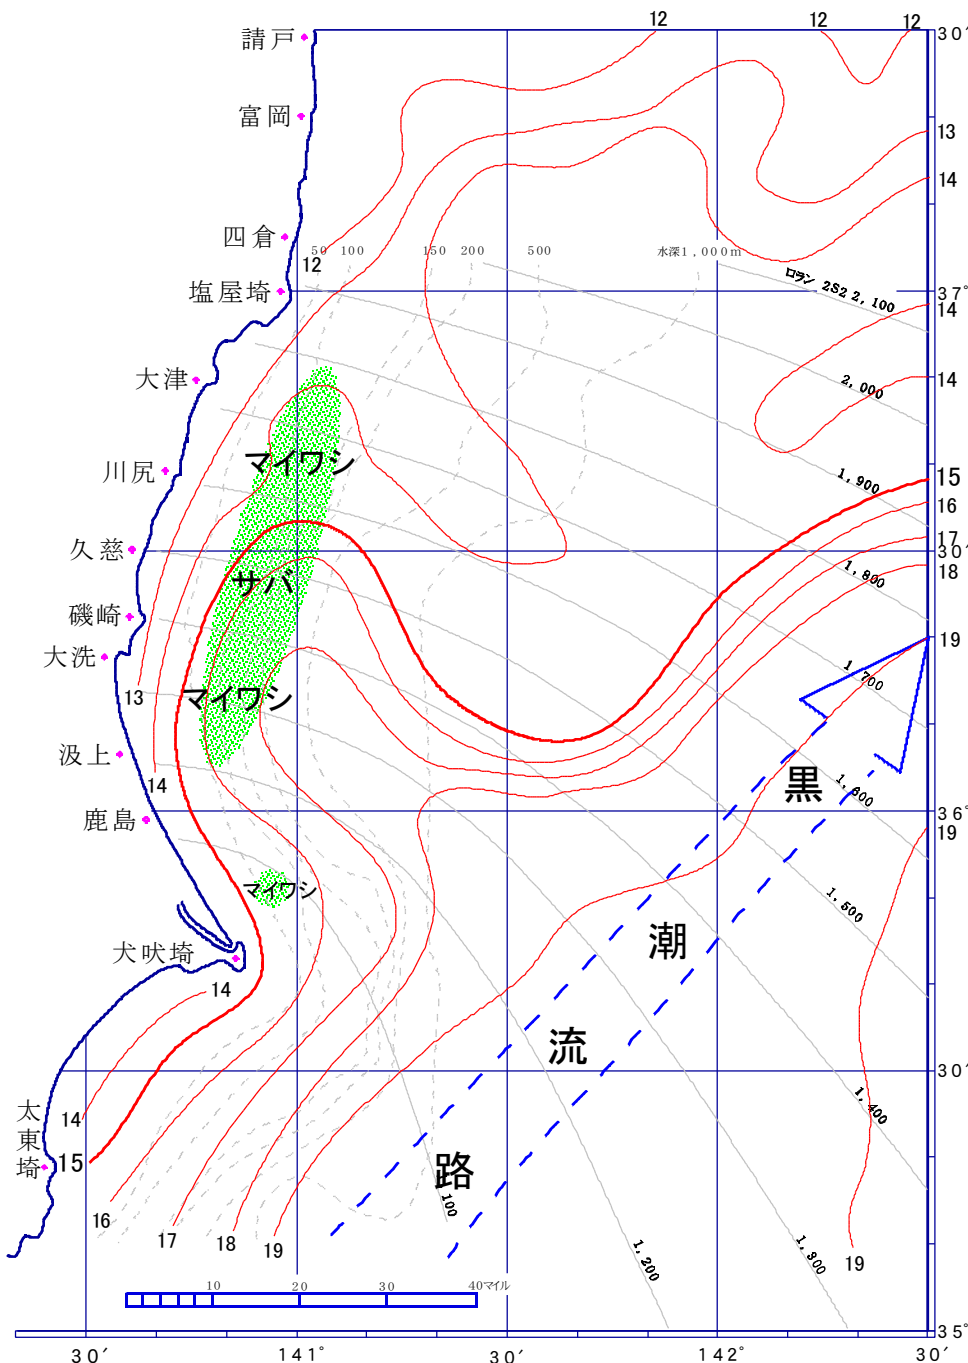 12
12
12
30′
請戸
富岡
13
14
四倉
50
100
150
200
500
水深1,000m
12
ロラン 2S2 2,100
塩屋埼
37°
14
大津
14
2,000
川尻
マイワシ
1,900
15
16
17
久慈
30′
サバ
1,800
18
磯崎
19
大洗
1,700
13
マイワシ
汲上
14
黒
1,600
鹿島
36°
19
マイワシ
1,500
犬吠埼
潮
14
流
30′
1,400
14
太東埼
15
路
100
16
17
18
19
1,200
1,300
19
10
20
30
40マイル
35°
30′
141°
30′
142°
30′